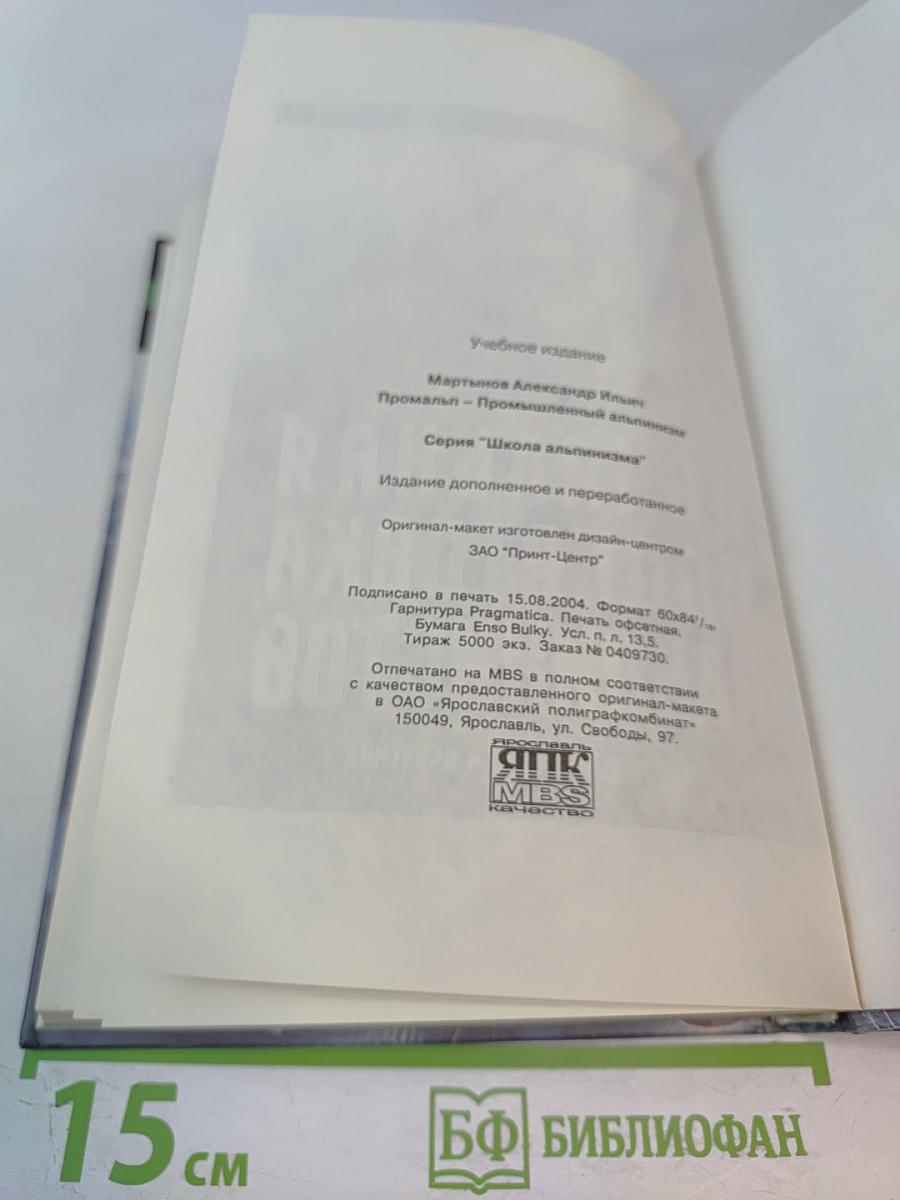 Учебное издание
Мартынов Александр Ильич
Промальп – Промышленный альпинизм
Серия "Школа альпинизма"
Издание дополненное и переработанное
Оригинал-макет изготовлен дизайн-центром
ЗАО "Принт-Центр"
Подписано в печать 15.08.2004. Формат 60х84 1/16.
Гарнитура Pragmatica. Печать офсетная.
Бумага Enso Bulky. Усл. п. л. 13,5.
Тираж 5000 экз. Заказ № 0409730.
Отпечатано на MBS в полном соответствии
с качеством предоставленного оригинал-макета
в ОАО «Ярославский полиграфкомбинат»
150049, Ярославль, ул. Свободы, 97.
ЯРОСЛАВЛЬ
ЯПК
MBS
качество
15 см
БФ БИБЛИОФАН